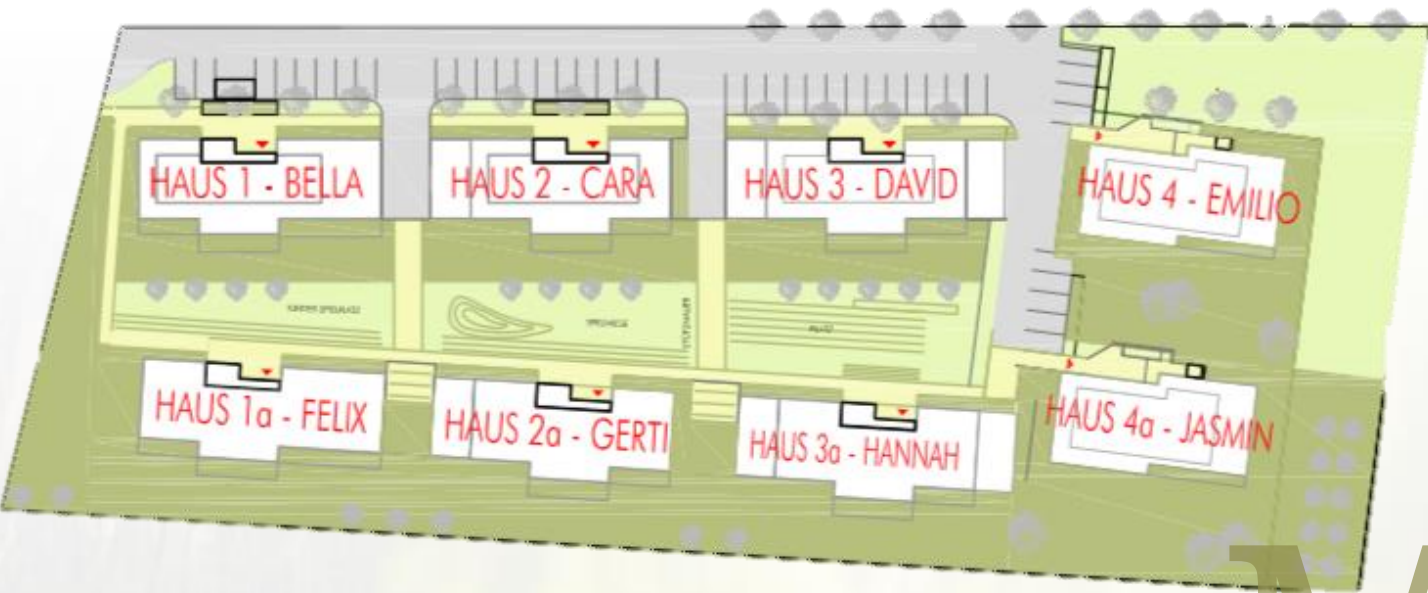 HAUS 1 - BELLA
HAUS 2 - CARA
HAUS 3 - DAVID
HAUS 4 - EMILIO
HAUS 1a - FELIX
HAUS 2a - GERTI
HAUS 3a - HANNAH
HAUS 4a - JASMIN